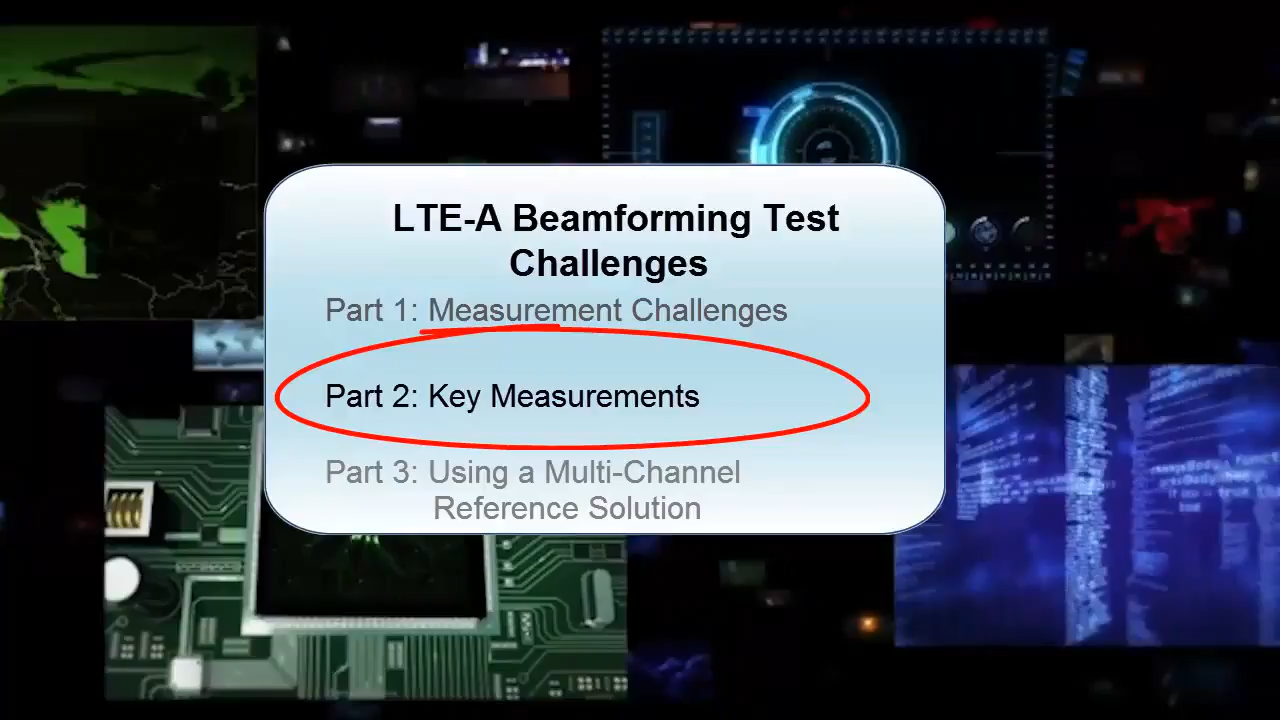 LTE-A Beamforming Test
Challenges
Part 1: Measurement Challenges
Part 2: Key Measurements
Part 3: Using a Multi-Channel
Reference Solution